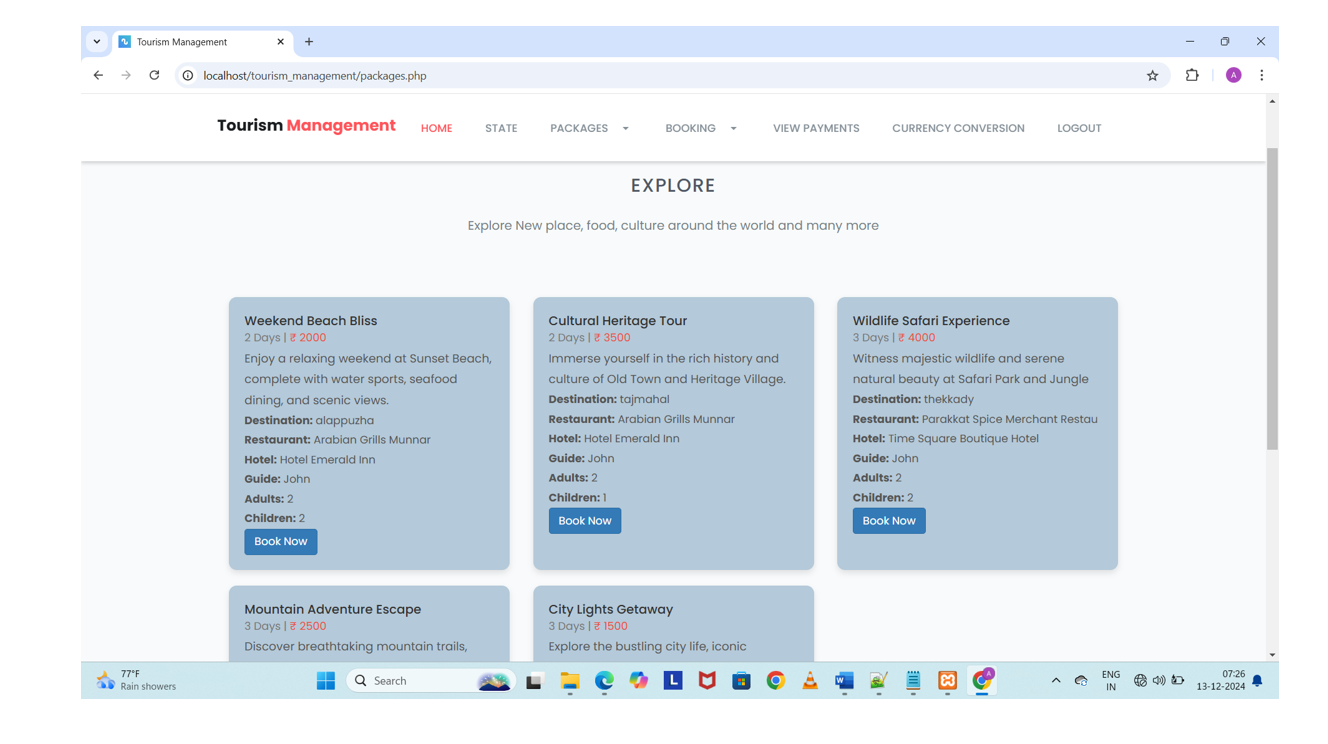 Tourism Management
localhost/tourism_management/packages.php
A
Tourism Management HOME STATE PACKAGES BOOKING VIEW PAYMENTS CURRENCY CONVERSION LOGOUT
EXPLORE
Explore New place, food, culture around the world and many more
Weekend Beach Bliss
2 Days | ₹ 2000
Enjoy a relaxing weekend at Sunset Beach,
complete with water sports, seafood
dining, and scenic views.
Destination: alappuzha
Restaurant: Arabian Grills Munnar
Hotel: Hotel Emerald Inn
Guide: John
Adults: 2
Children: 2
Book Now
Cultural Heritage Tour
2 Days | ₹ 3500
Immerse yourself in the rich history and
culture of Old Town and Heritage Village.
Destination: tajmahal
Restaurant: Arabian Grills Munnar
Hotel: Hotel Emerald Inn
Guide: John
Adults: 2
Children: 1
Book Now
Wildlife Safari Experience
3 Days | ₹ 4000
Witness majestic wildlife and serene
natural beauty at Safari Park and Jungle
Destination: thekkady
Restaurant: Parakkat Spice Merchant Restau
Hotel: Time Square Boutique Hotel
Guide: John
Adults: 2
Children: 2
Book Now
Mountain Adventure Escape
3 Days | ₹ 2500
Discover breathtaking mountain trails,
City Lights Getaway
3 Days | ₹ 1500
Explore the bustling city life, iconic
77°F
Rain showers
Search
L
W
A
ENG
IN
07:26
13-12-2024